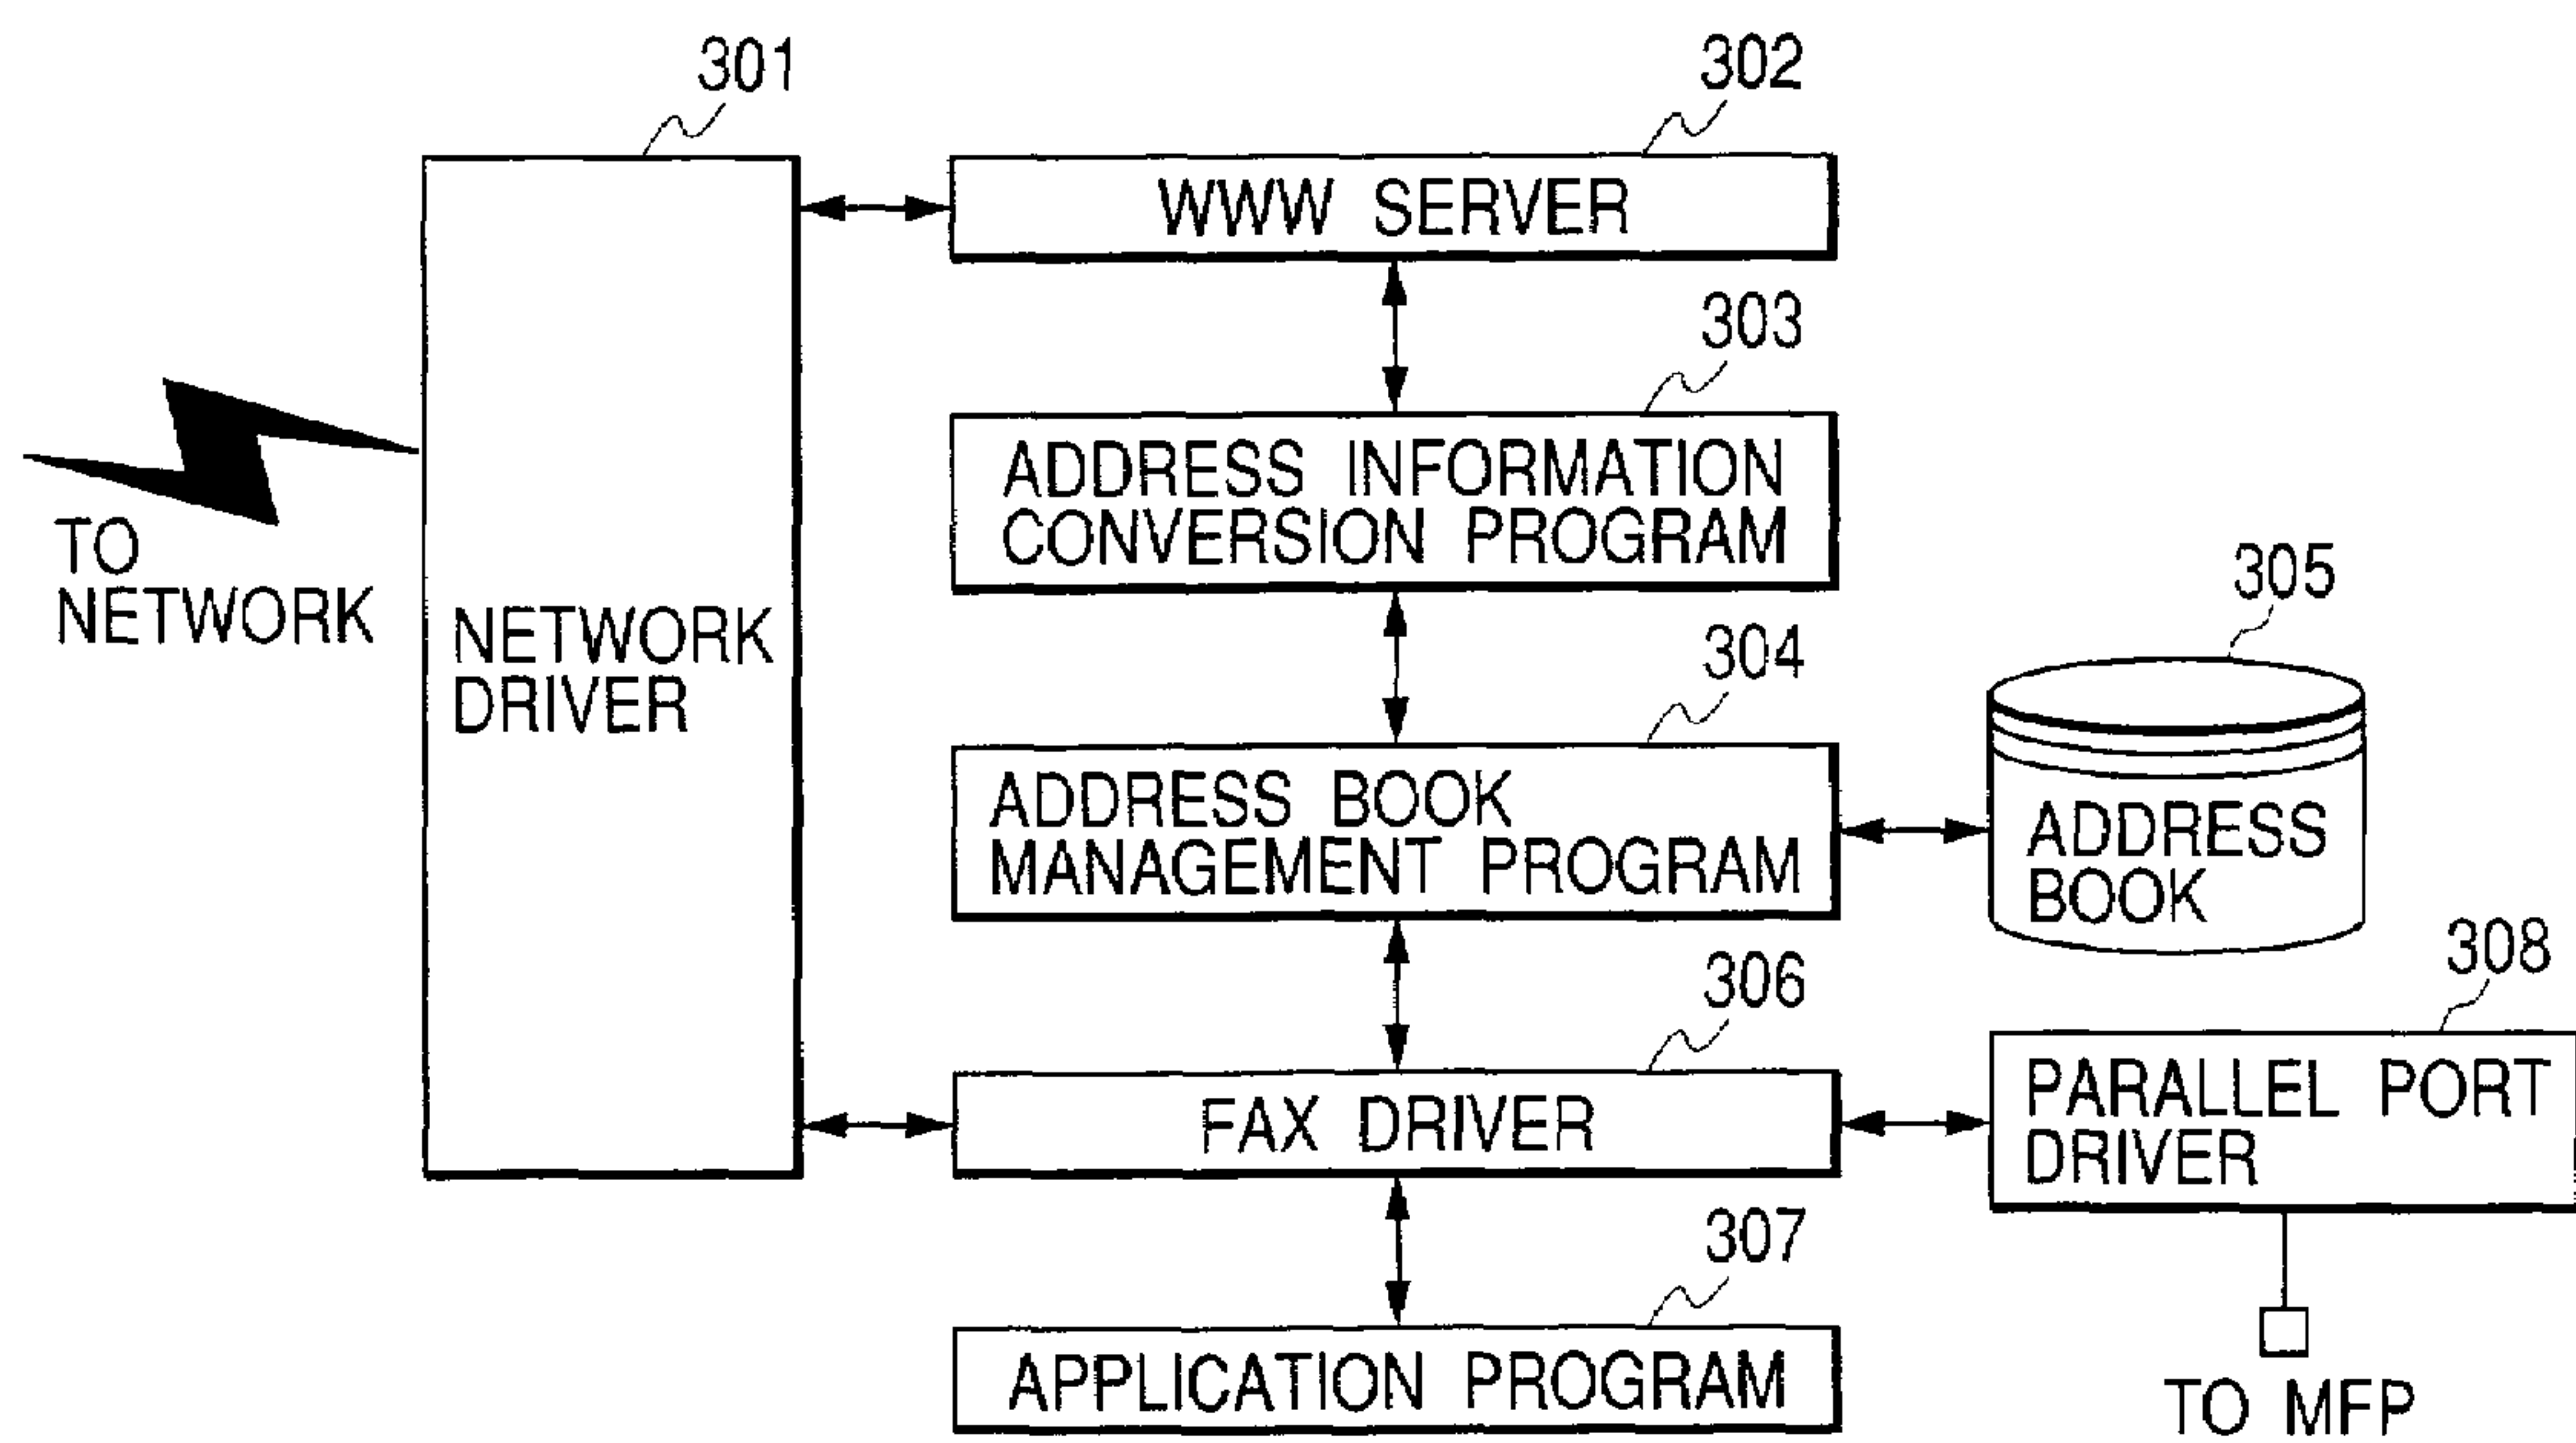 301
302
WWW SERVER
303
ADDRESS INFORMATION
CONVERSION PROGRAM
TO
NETWORK
NETWORK
DRIVER
304
ADDRESS BOOK
MANAGEMENT PROGRAM
305
ADDRESS
BOOK
306
FAX DRIVER
308
PARALLEL PORT
DRIVER
307
APPLICATION PROGRAM
TO MFP